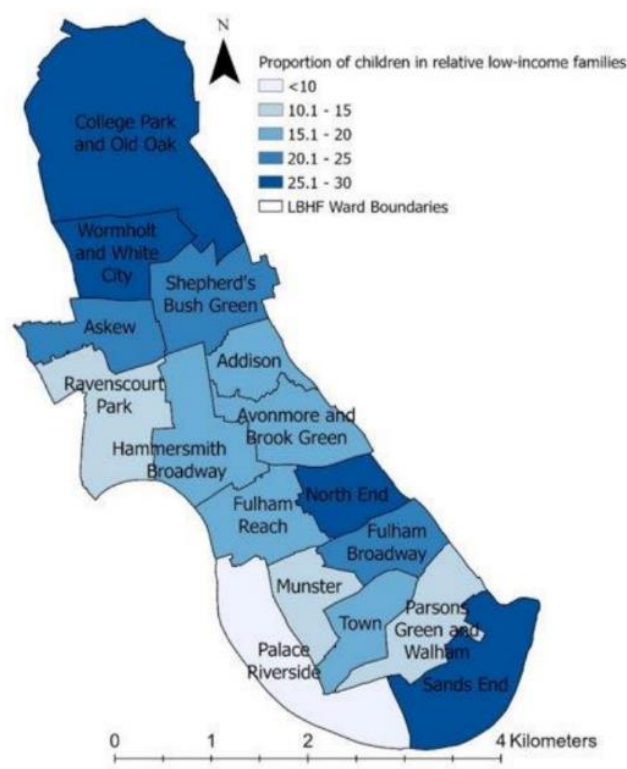 N
Proportion of children in relative low-income families
<10
10.1 - 15
15.1 - 20
20.1 - 25
25.1 - 30
LBHF Ward Boundaries
College Park
and Old Oak
Wormholt
and White
City
Shepherd's
Bush Green
Askew
Addison
Ravenscourt
Park
Avonmore and
Brook Green
Hammersmith
Broadway
North End
Fulham
Reach
Fulham
Broadway
Munster
Parsons
Green and
Walham
Town
Palace
Riverside
Sands End
0 1 2 4 Kilometers